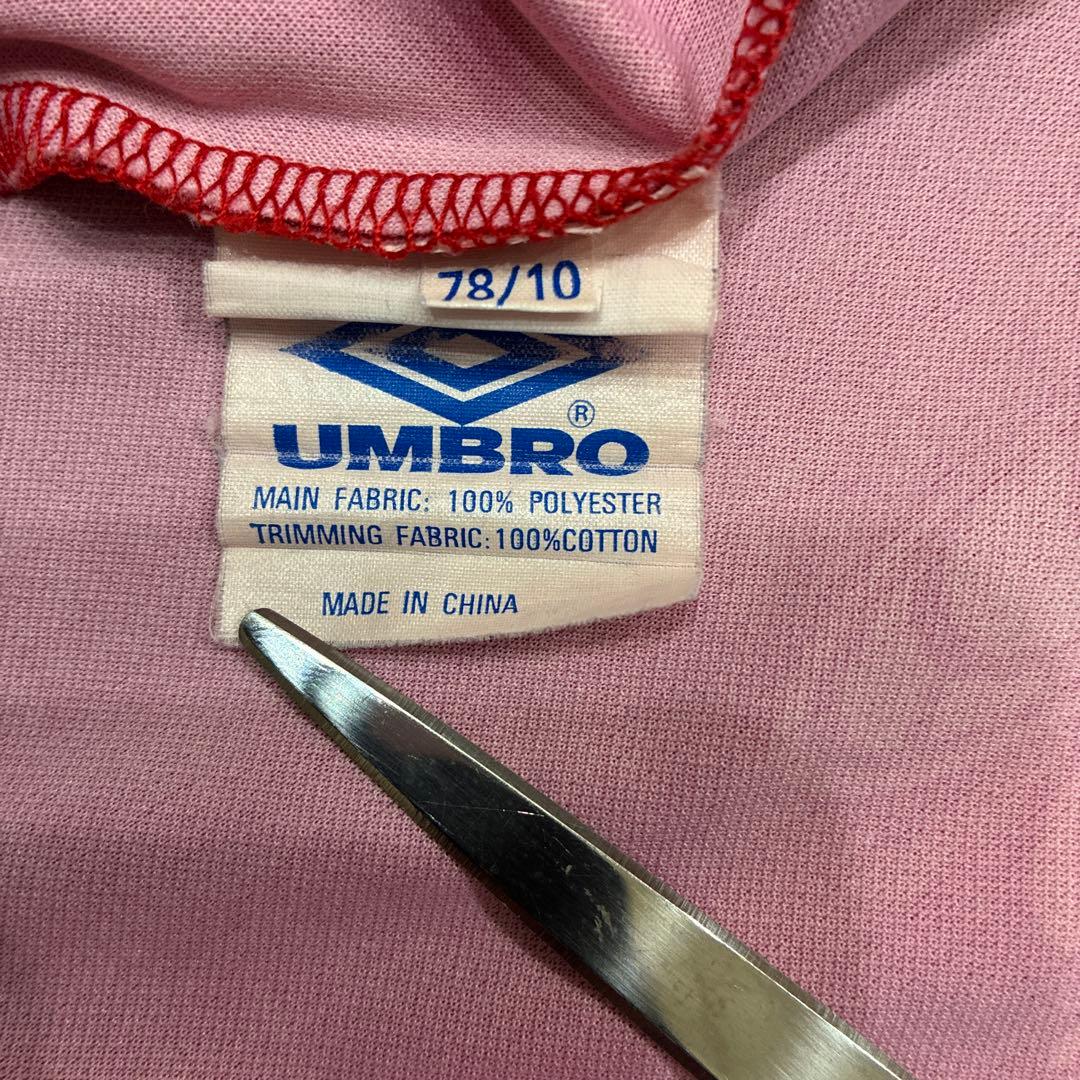 78/10
®
UMBRO
MAIN FABRIC: 100% POLYESTER
TRIMMING FABRIC:100%COTTON
MADE IN CHINA